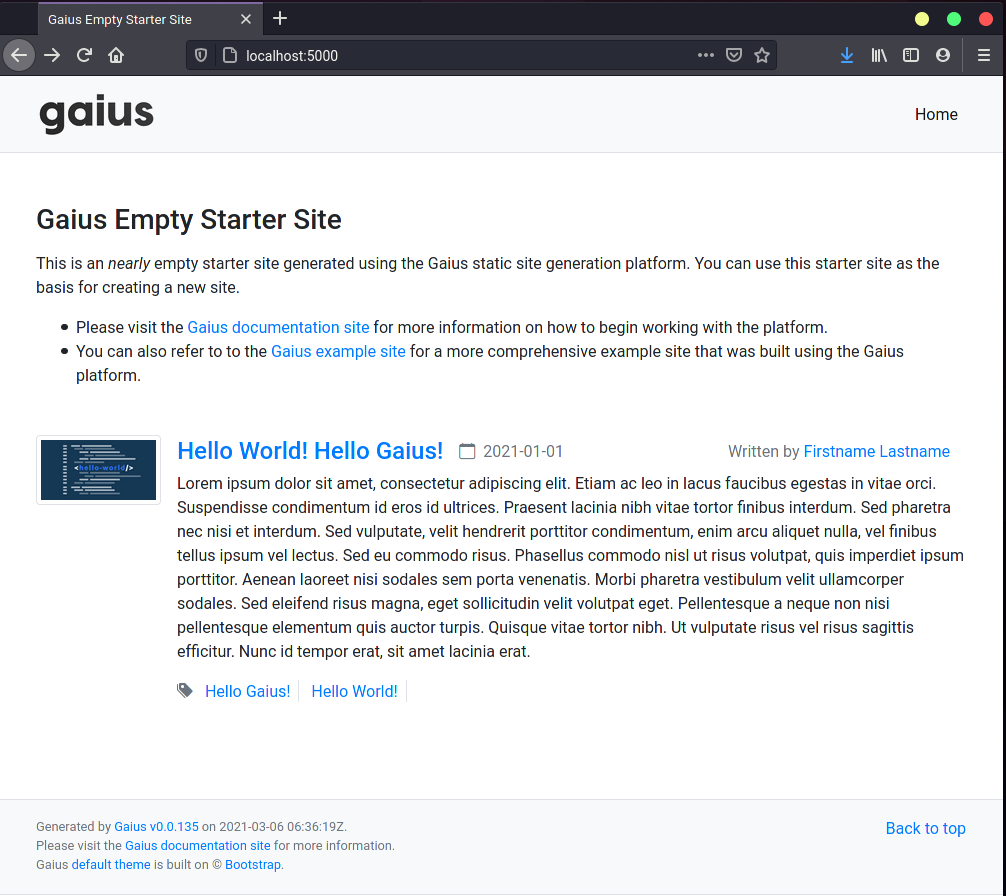 Gaius Empty Starter Site
localhost:5000
gaius
Home
Gaius Empty Starter Site
This is an nearly empty starter site generated using the Gaius static site generation platform. You can use this starter site as the
basis for creating a new site.
Please visit the Gaius documentation site for more information on how to begin working with the platform.
You can also refer to to the Gaius example site for a more comprehensive example site that was built using the Gaius
platform.
<hello-world/>
Hello World! Hello Gaius! 2021-01-01 Written by Firstname Lastname
Lorem ipsum dolor sit amet, consectetur adipiscing elit. Etiam ac leo in lacus faucibus egestas in vitae orci.
Suspendisse condimentum id eros id ultrices. Praesent lacinia nibh vitae tortor finibus interdum. Sed pharetra
nec nisi et interdum. Sed vulputate, velit hendrerit porttitor condimentum, enim arcu aliquet nulla, vel finibus
tellus ipsum vel lectus. Sed eu commodo risus. Phasellus commodo nisl ut risus volutpat, quis imperdiet ipsum
porttitor. Aenean laoreet nisi sodales sem porta venenatis. Morbi pharetra vestibulum velit ullamcorper
sodales. Sed eleifend risus magna, eget sollicitudin velit volutpat eget. Pellentesque a neque non nisi
pellentesque elementum quis auctor turpis. Quisque vitae tortor nibh. Ut vulputate risus vel risus sagittis
efficitur. Nunc id tempor erat, sit amet lacinia erat.
Hello Gaius! Hello World!
Generated by Gaius v0.0.135 on 2021-03-06 06:36:19Z.
Back to top
Please visit the Gaius documentation site for more information.
Gaius default theme is built on © Bootstrap.